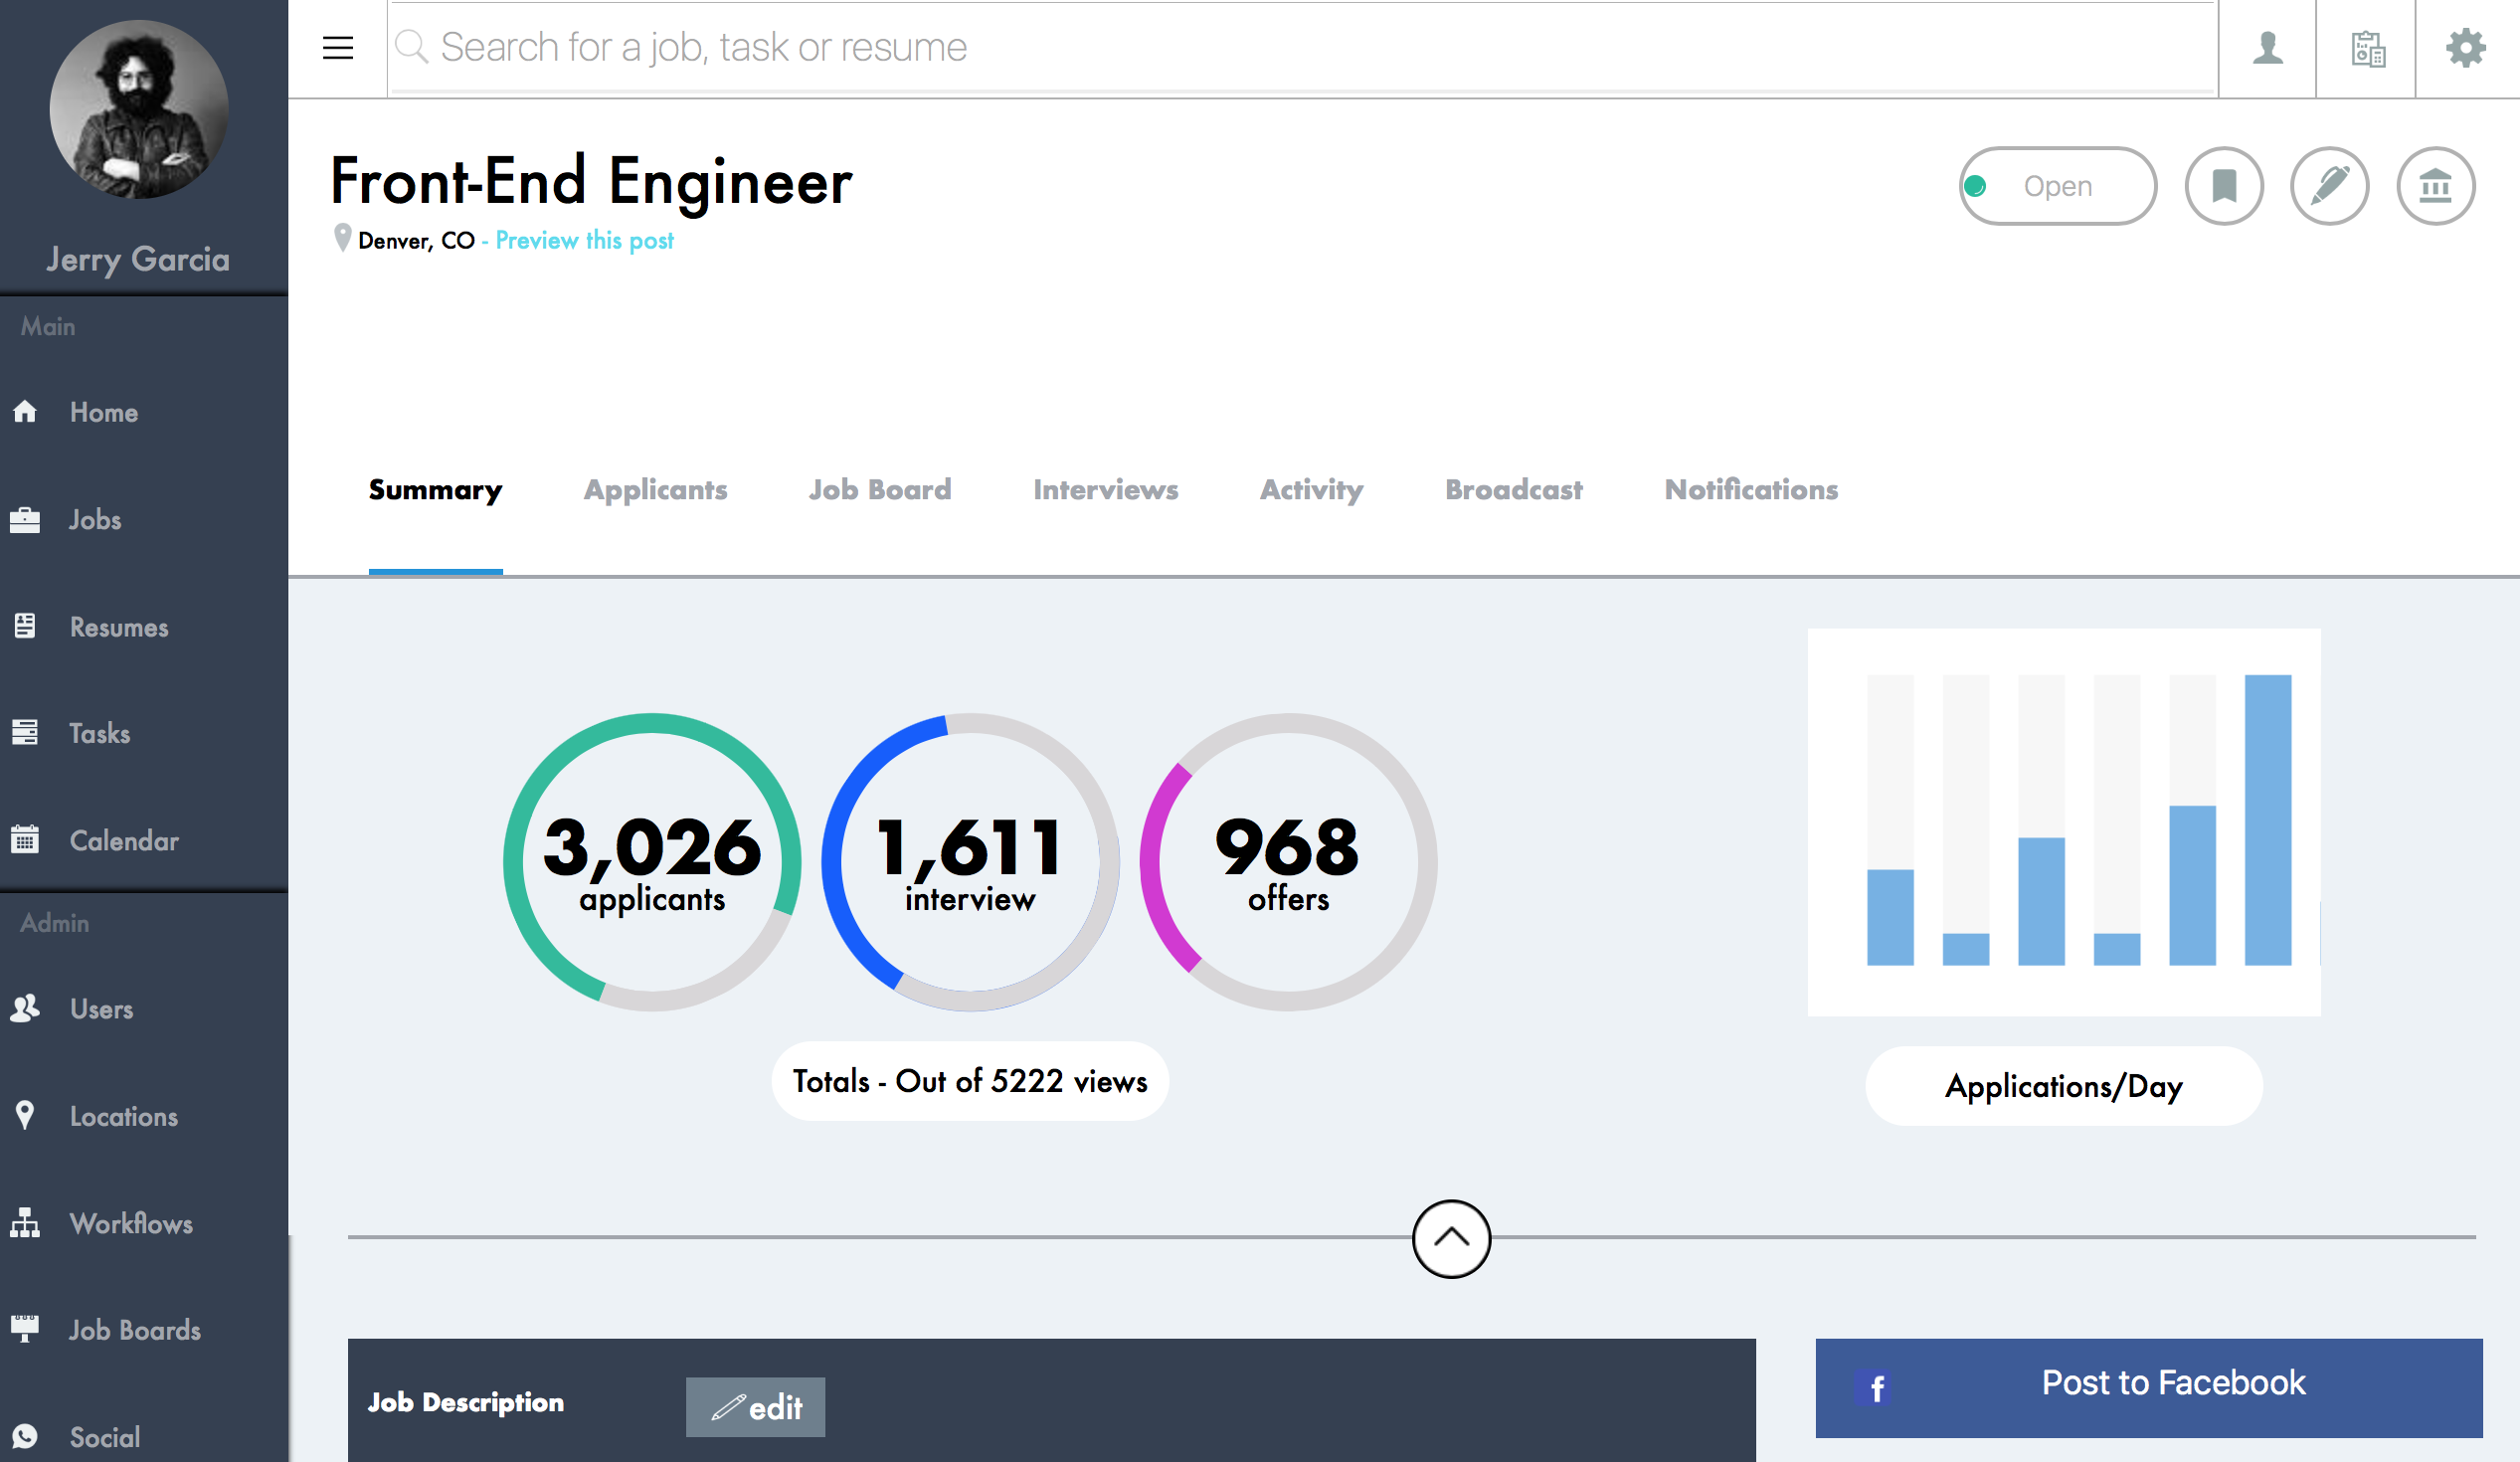 Jerry Garcia
Main
Home
Jobs
Resumes
Tasks
Calendar
Admin
Users
Locations
Workflows
Job Boards
Social
Search for a job, task or resume
Front-End Engineer
Denver, CO - Preview this post
Open
Summary
Applicants
Job Board
Interviews
Activity
Broadcast
Notifications
3,026
applicants
1,611
interview
968
offers
Totals - Out of 5222 views
Applications/Day
Job Description
edit
f
Post to Facebook